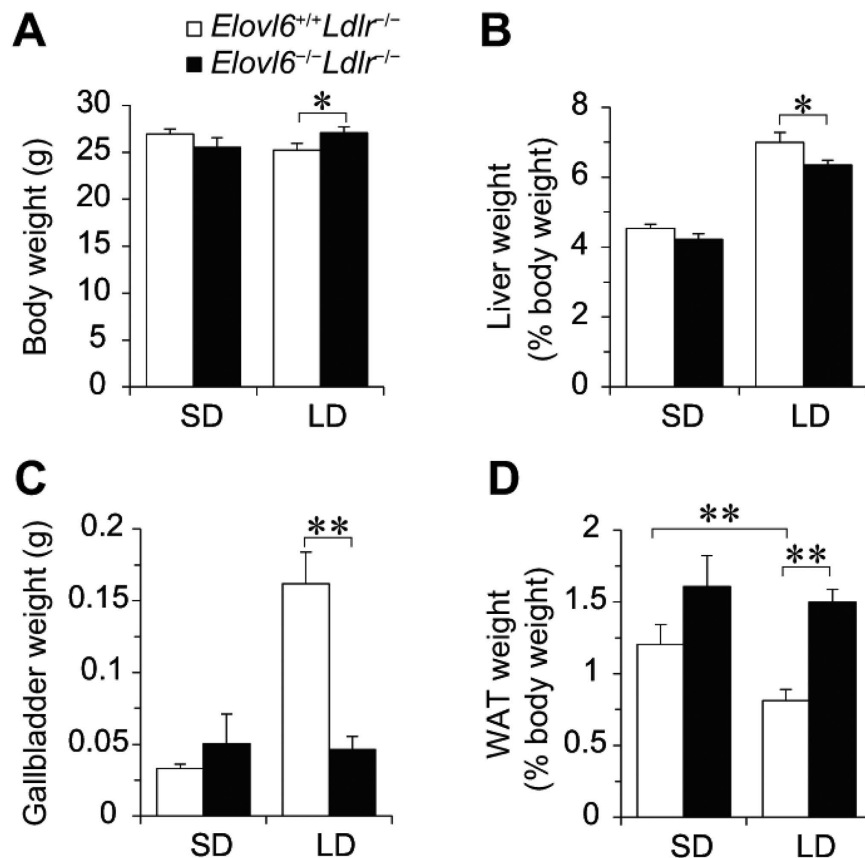 A
Elovl6+/+Ldlr−/−
Elovl6−/−Ldlr−/−
Body weight (g)
30
25
20
15
10
5
0
*
SD LD
B
Liver weight
(% body weight)
8
6
4
2
0
*
SD LD
C
Gallbladder weight (g)
0.2
0.15
0.1
0.05
0
**
SD LD
D
WAT weight
(% body weight)
2
1.5
1
0.5
0
**
**
SD LD